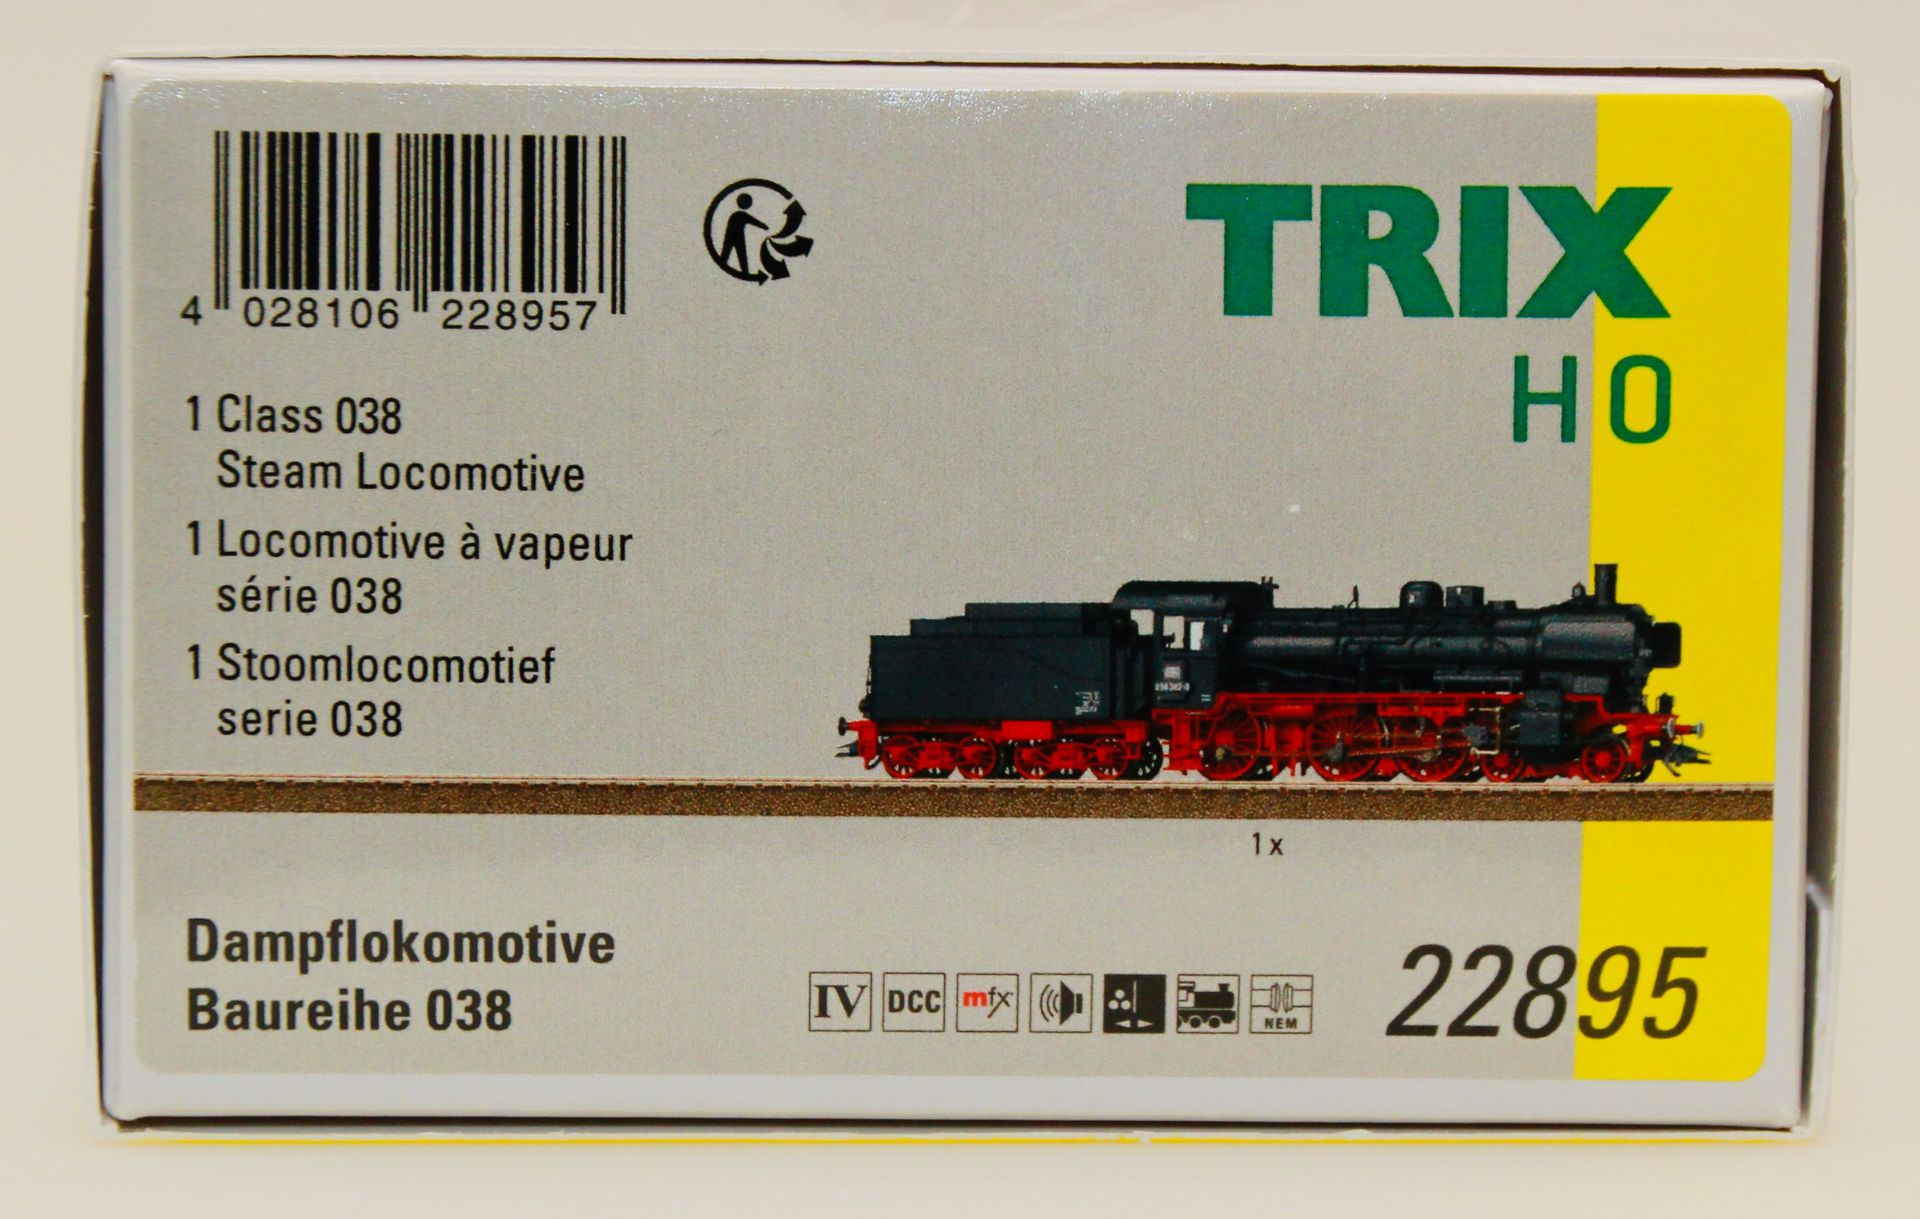 4 028106 228957
TRIX
H0
1 Class 038
Steam Locomotive
1 Locomotive à vapeur
série 038
1 Stoomlocomotief
serie 038
1 x
Dampflokomotive
Baureihe 038
IV DCC mfx NEM
22895